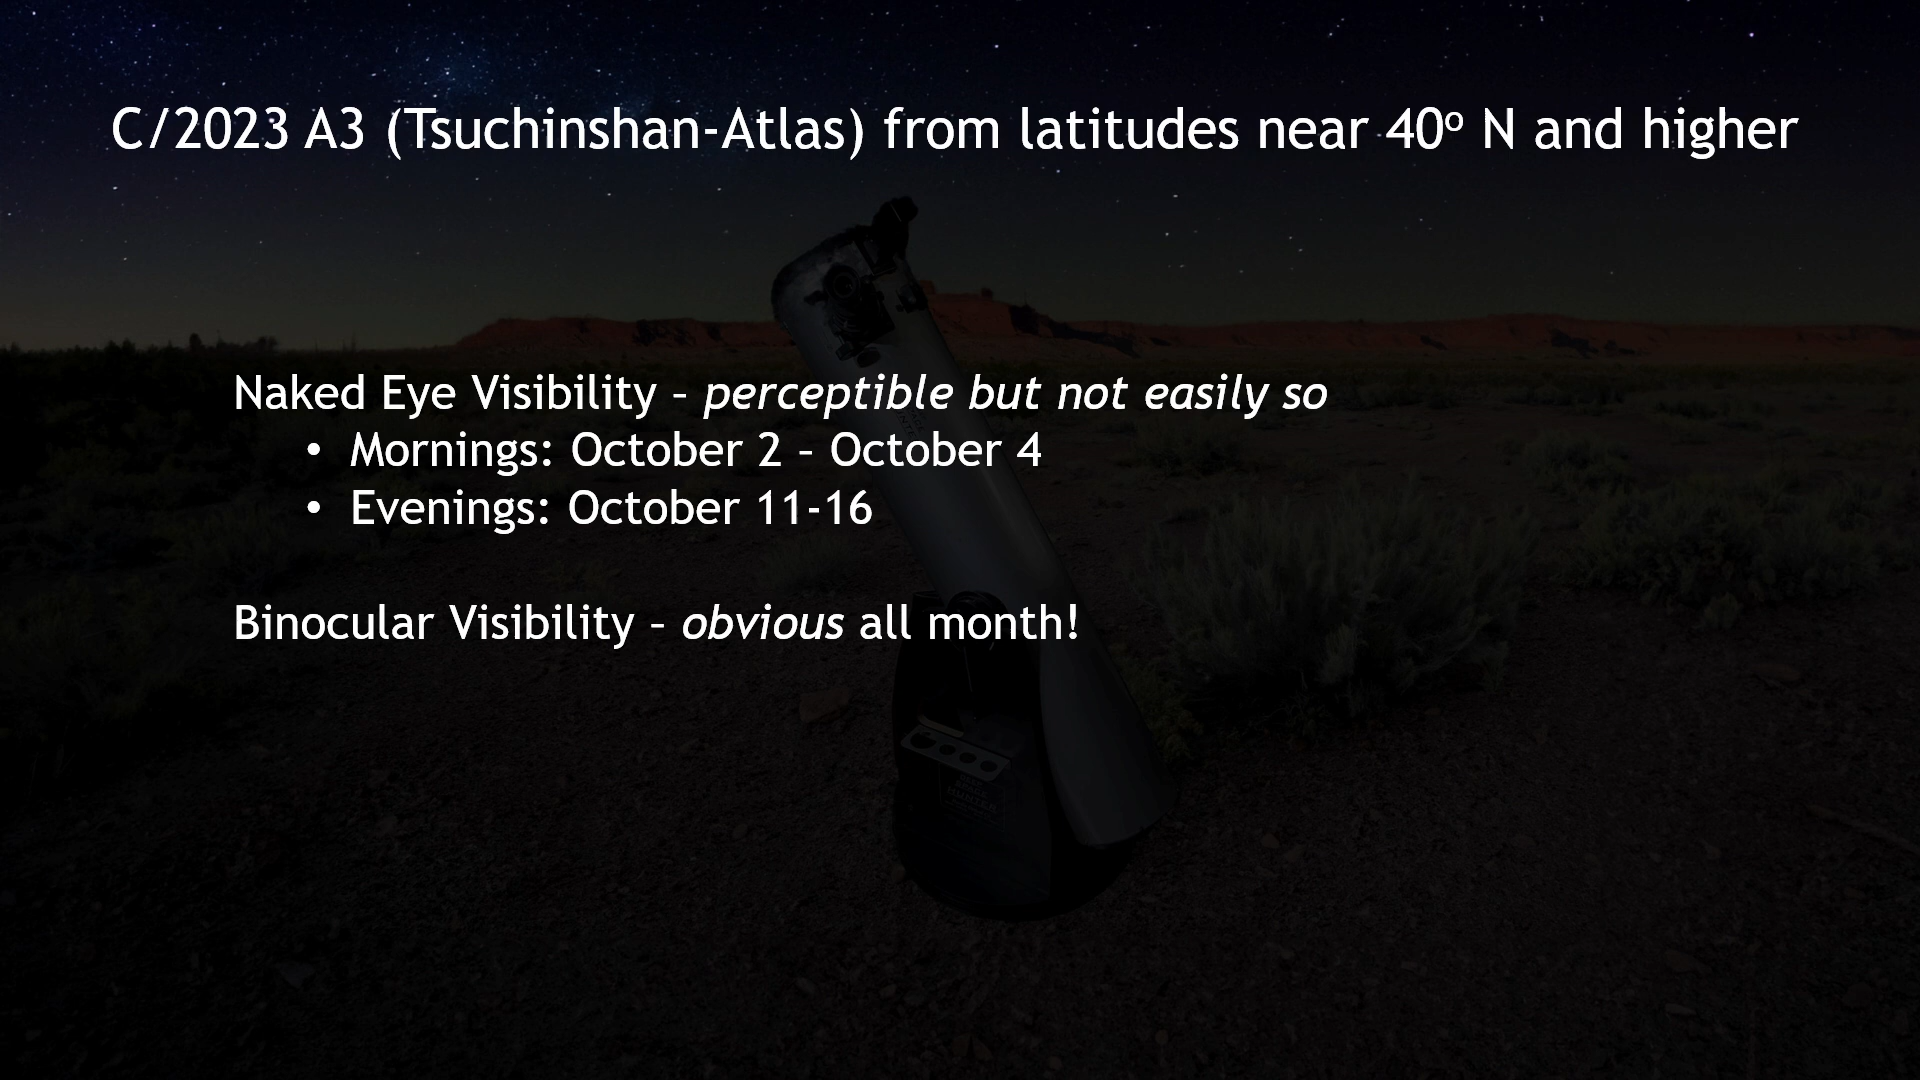 C/2023 A3 (Tsuchinshan-Atlas) from latitudes near 40º N and higher
Naked Eye Visibility – perceptible but not easily so
• Mornings: October 2 – October 4
• Evenings: October 11-16
Binocular Visibility – obvious all month!